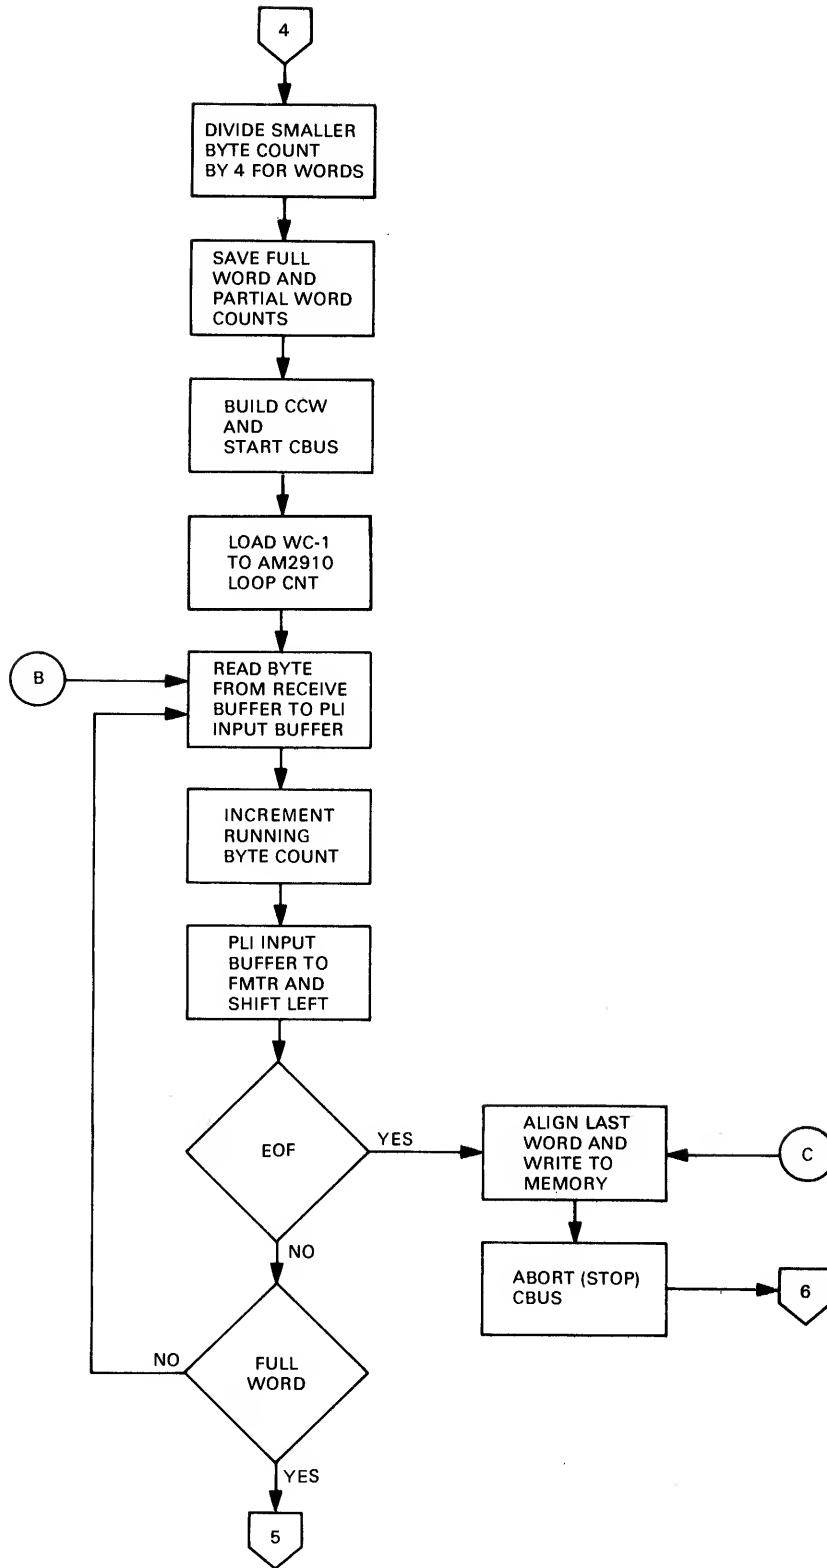 4
DIVIDE SMALLER
BYTE COUNT
BY 4 FOR WORDS
SAVE FULL
WORD AND
PARTIAL WORD
COUNTS
BUILD CCW
AND
START CBUS
LOAD WC-1
TO AM2910
LOOP CNT
B
READ BYTE
FROM RECEIVE
BUFFER TO PLI
INPUT BUFFER
INCREMENT
RUNNING
BYTE COUNT
PLI INPUT
BUFFER TO
FMTR AND
SHIFT LEFT
EOF
YES
ALIGN LAST
WORD AND
WRITE TO
MEMORY
C
NO
ABORT (STOP)
CBUS
6
NO
FULL
WORD
YES
5